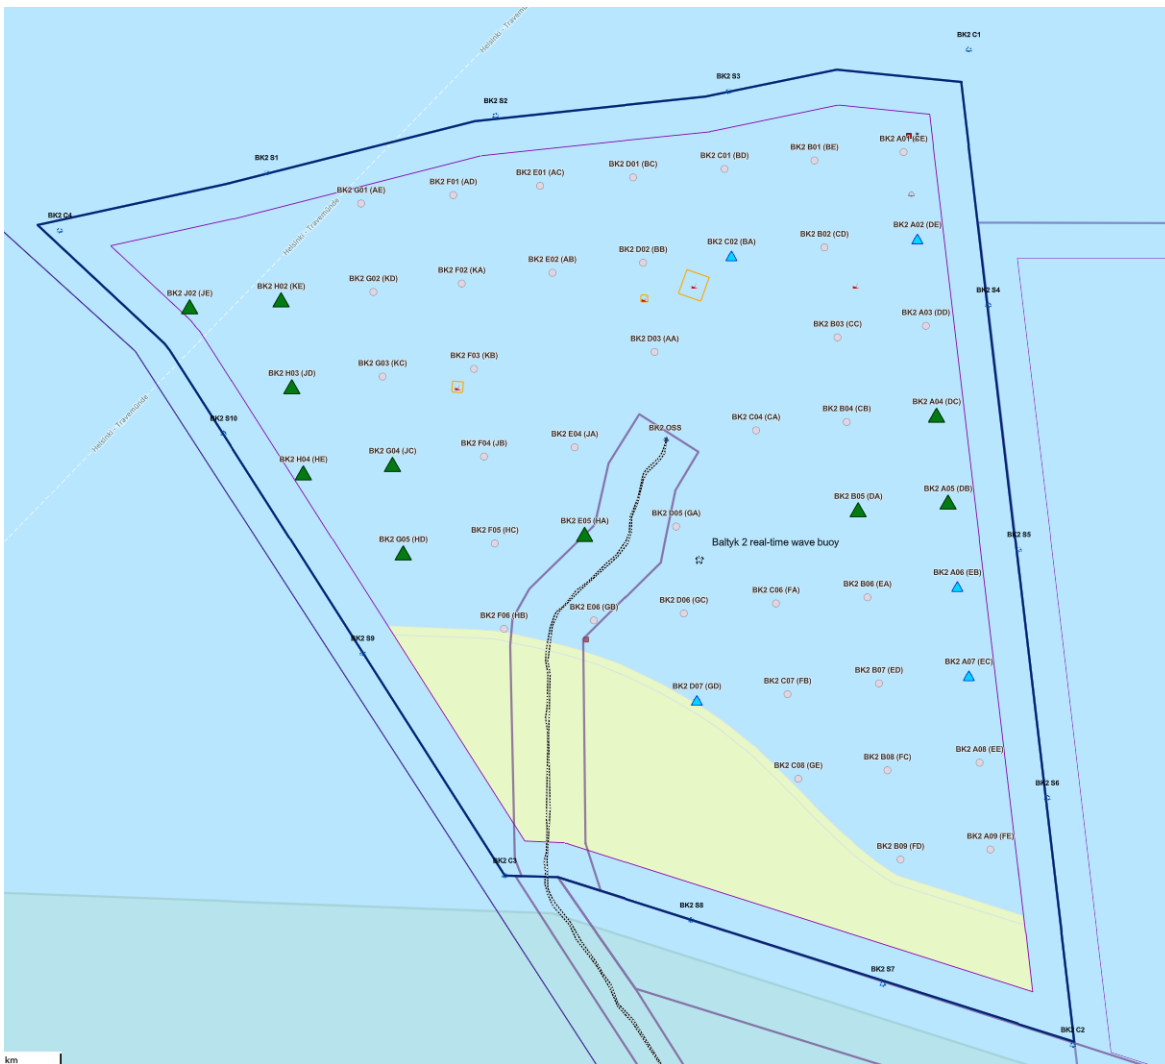 Helsinki - Travemünde
BK2 C1
BK2 S3
BK2 S2
BK2 A01 (EE)
BK2 B01 (BE)
BK2 C01 (BD)
BK2 S1
BK2 D01 (BC)
BK2 E01 (AC)
BK2 F01 (AD)
BK2 G01 (AE)
Helsinki - Travemünde
BK2 C4
BK2 A02 (DE)
BK2 C02 (BA)
BK2 B02 (CD)
BK2 D02 (BB)
BK2 E02 (AB)
BK2 F02 (KA)
BK2 G02 (KD)
BK2 H02 (KE)
BK2 J02 (JE)
BK2 S4
BK2 A03 (DD)
BK2 B03 (CC)
BK2 D03 (AA)
BK2 F03 (KB)
BK2 G03 (KC)
BK2 H03 (JD)
Helsinki - Travemünde
BK2 A04 (DC)
BK2 B04 (CB)
BK2 C04 (CA)
BK2 OSS
BK2 S10
BK2 E04 (JA)
BK2 F04 (JB)
BK2 G04 (JC)
BK2 H04 (HE)
BK2 A05 (DB)
BK2 B05 (DA)
BK2 D05 (GA)
BK2 E05 (HA)
BK2 F05 (HC)
BK2 G05 (HD)
BK2 S5
Baltyk 2 real-time wave buoy
BK2 A06 (EB)
BK2 B06 (EA)
BK2 C06 (FA)
BK2 D06 (GC)
BK2 E06 (GB)
BK2 F06 (HB)
BK2 S9
BK2 A07 (EC)
BK2 B07 (ED)
BK2 C07 (FB)
BK2 D07 (GD)
BK2 A08 (EE)
BK2 B08 (FC)
BK2 C08 (GE)
BK2 S6
BK2 A09 (FE)
BK2 B09 (FD)
BK2 C3
BK2 S8
BK2 S7
BK2 C2
km